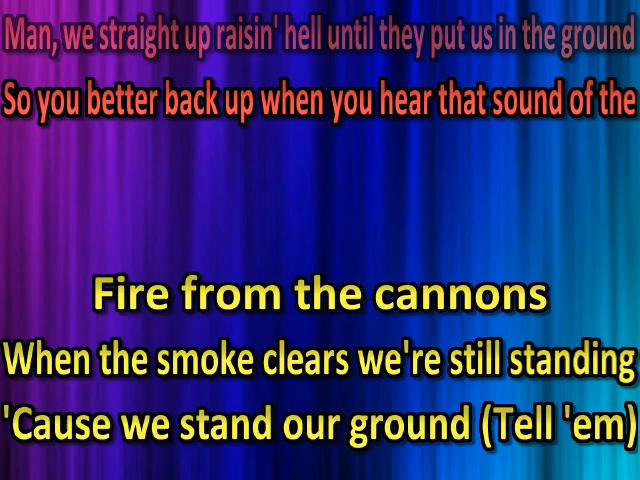 Man, we straight up raisin' hell until they put us in the ground
So you better back up when you hear that sound of the
Fire from the cannons
When the smoke clears we're still standing
'Cause we stand our ground (Tell 'em)